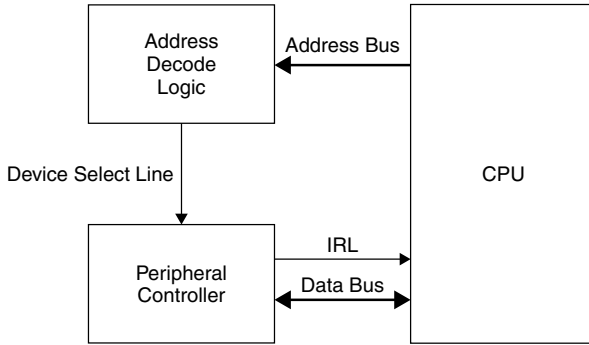 Address
Decode
Logic
Address Bus
CPU
Device Select Line
Peripheral
Controller
IRL
Data Bus